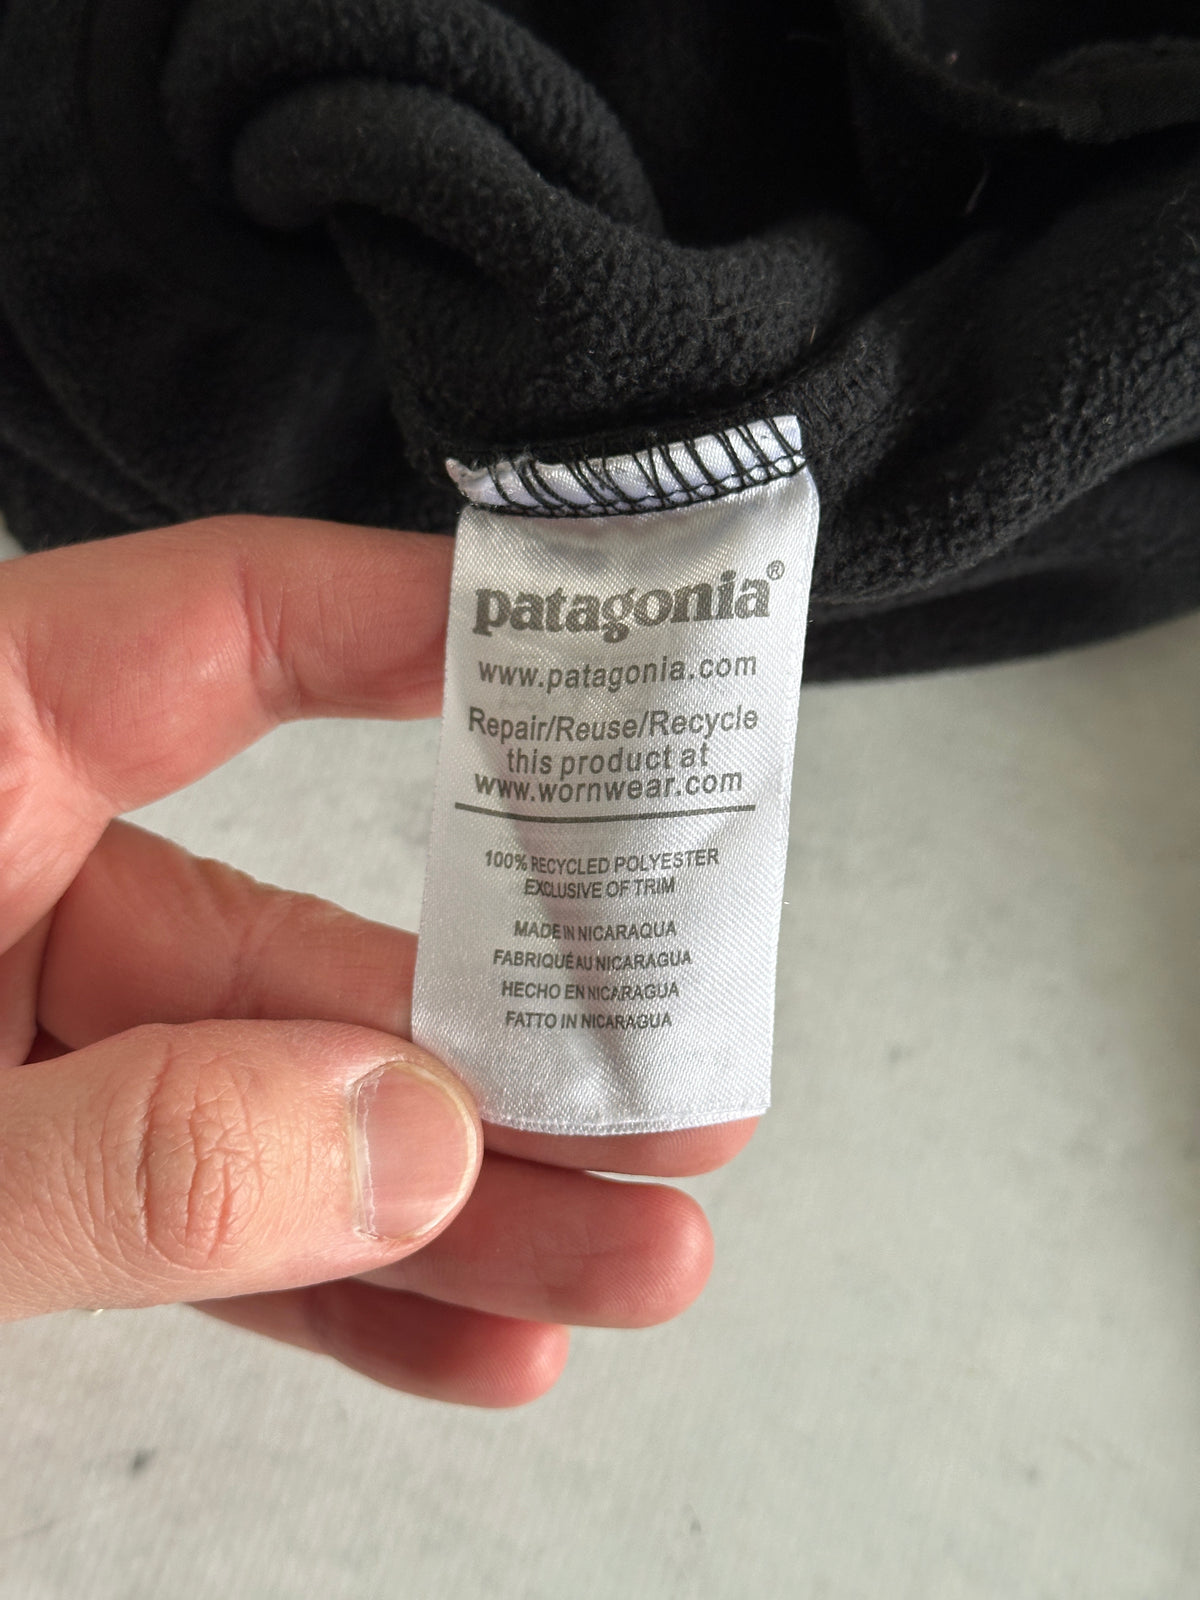 patagonia®
www.patagonia.com
Repair/Reuse/Recycle
this product at
www.wornwear.com
100% RECYCLED POLYESTER
EXCLUSIVE OF TRIM
MADE IN NICARAQUA
FABRIQUÉ AU NICARAGUA
HECHO EN NICARAGUA
FATTO IN NICARAGUA